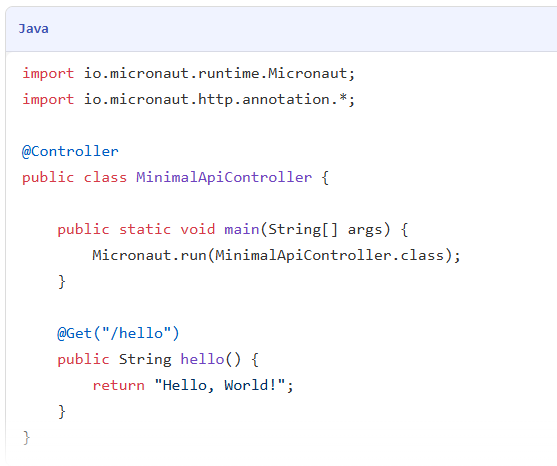 Java
import io.micronaut.runtime.Micronaut;
import io.micronaut.http.annotation.*;
@Controller
public class MinimalApiController {
public static void main(String[] args) {
Micronaut.run(MinimalApiController.class);
}
@Get("/hello")
public String hello() {
return "Hello, World!";
}
}